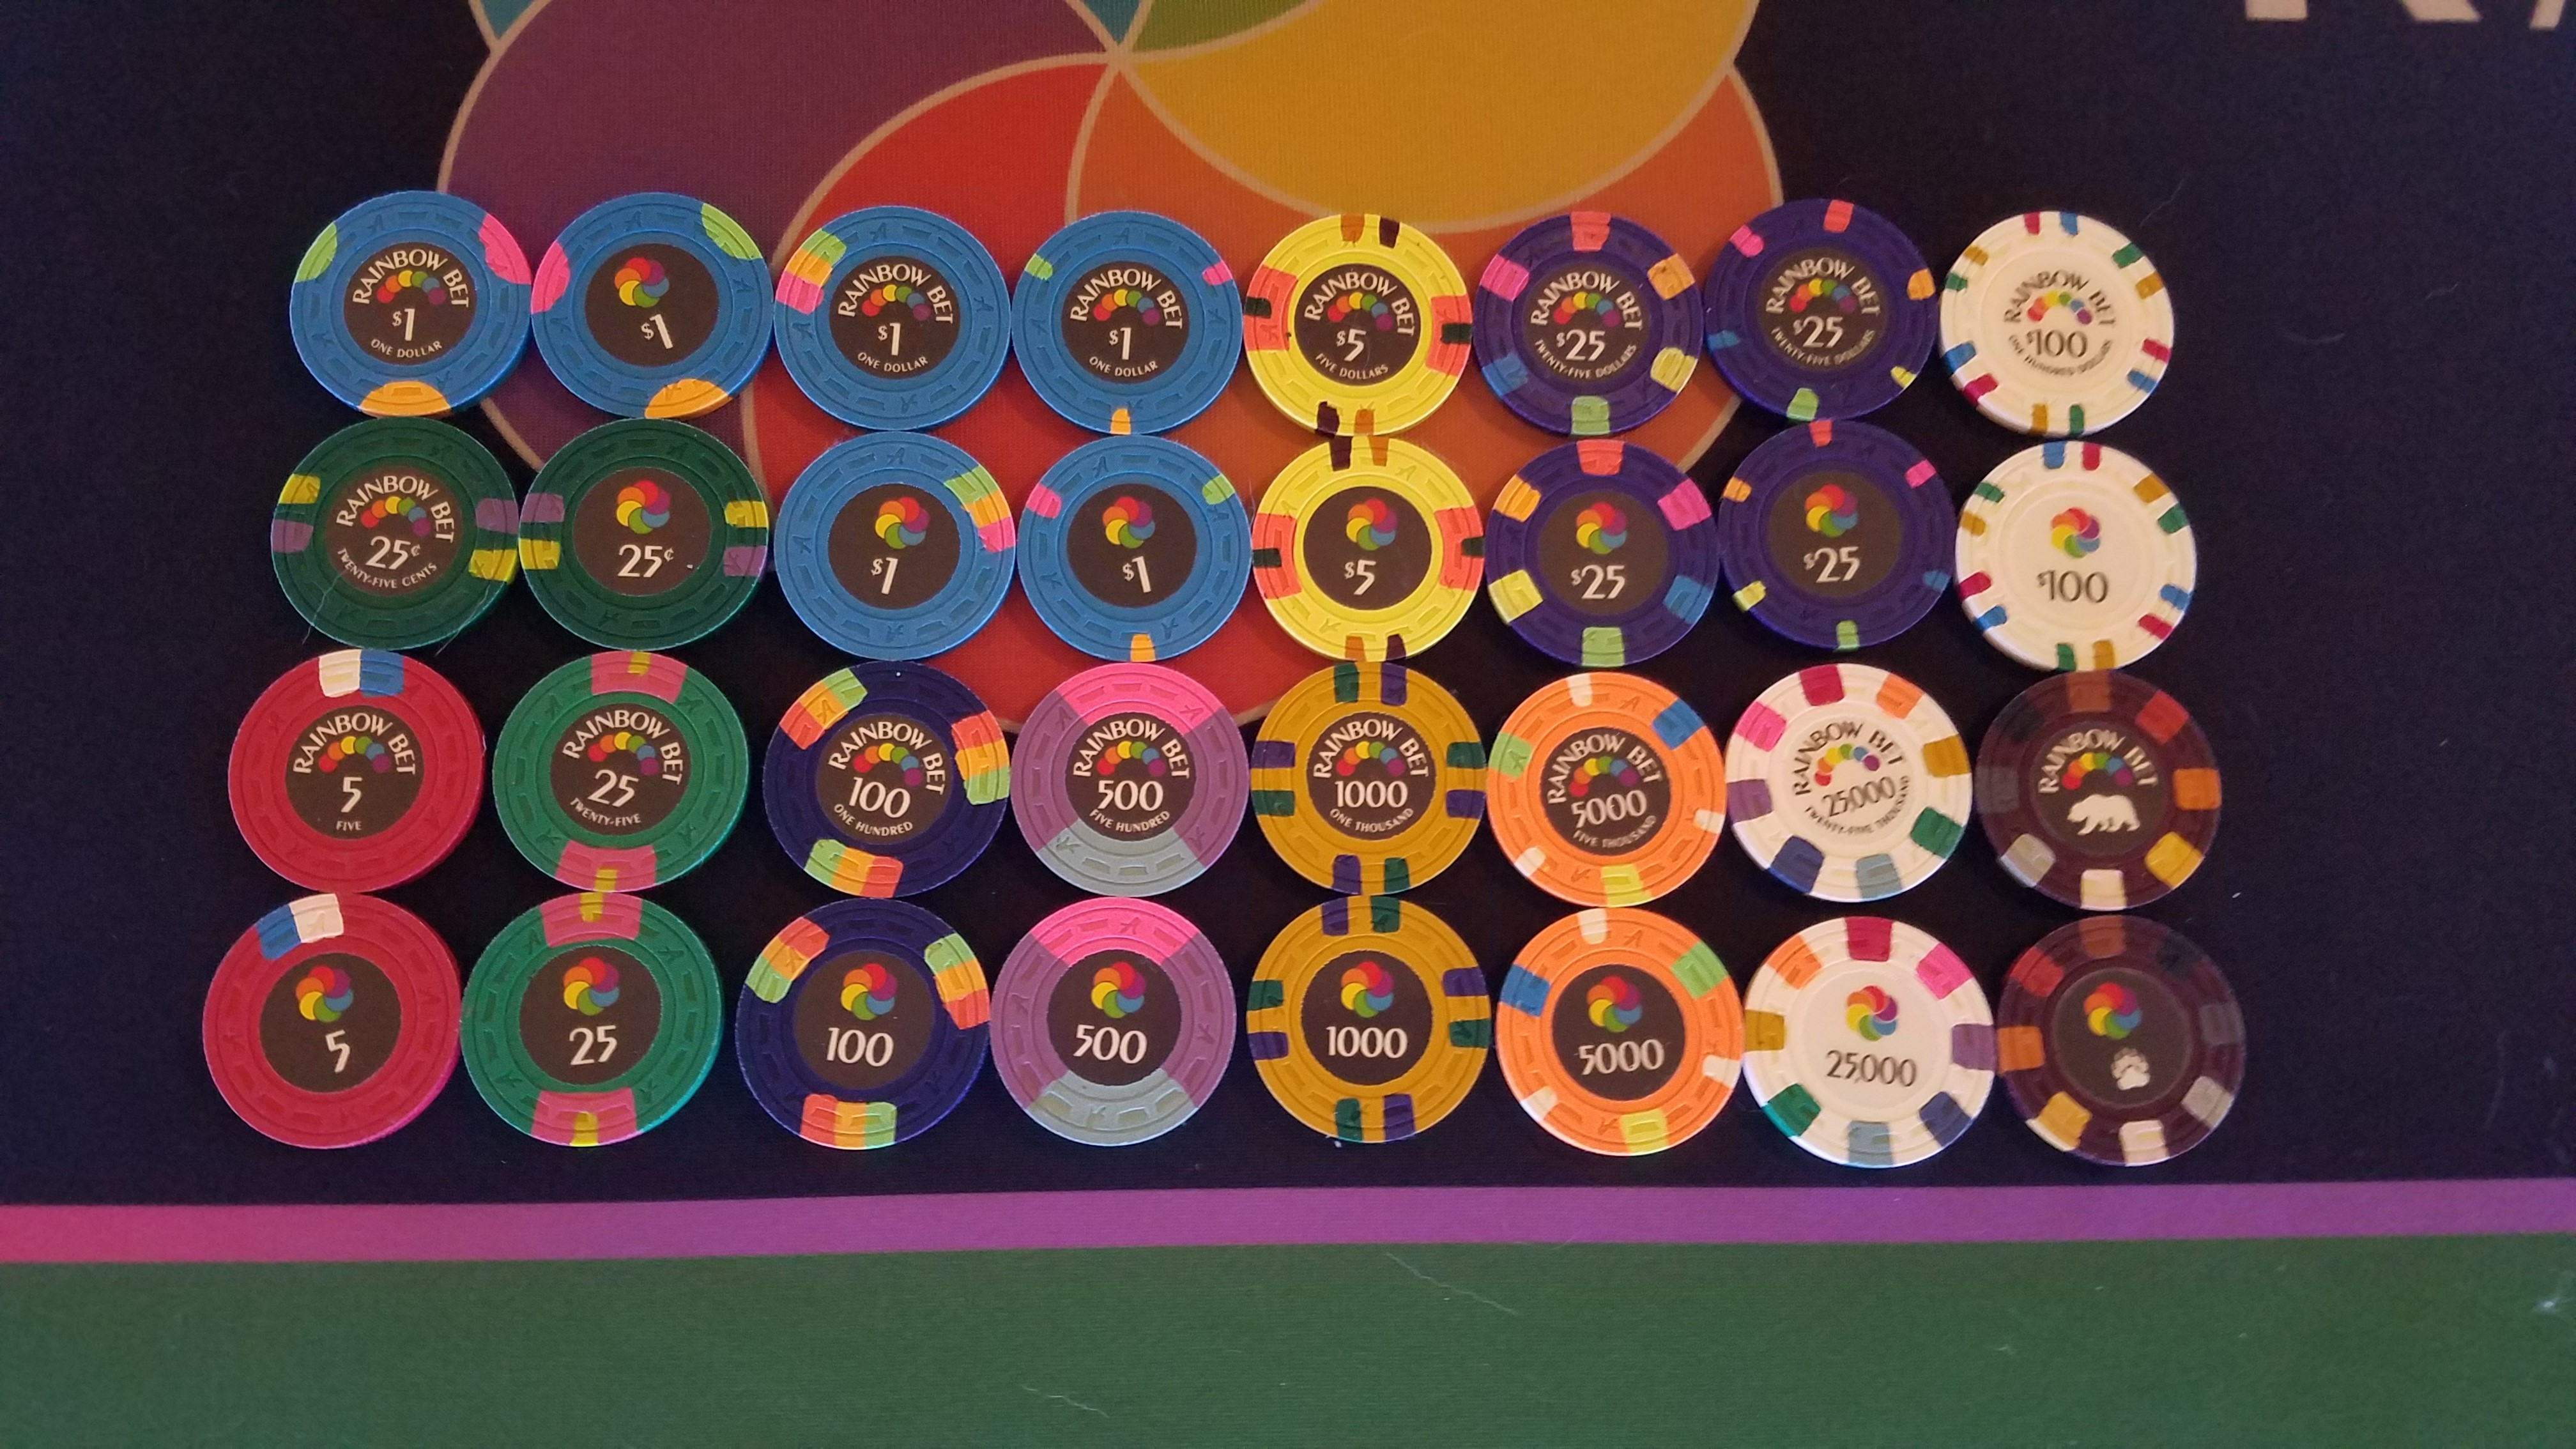 RAINBOW BET
$1
ONE DOLLAR
$1
RAINBOW BET
$1
ONE DOLLAR
RAINBOW BET
$1
ONE DOLLAR
RAINBOW BET
$5
FIVE DOLLARS
RAINBOW BET
$25
TWENTY-FIVE DOLLARS
RAINBOW BET
$25
TWENTY-FIVE DOLLARS
RAINBOW BET
$100
ONE HUNDRED DOLLARS
RAINBOW BET
25¢
TWENTY-FIVE CENTS
25¢
$1
$1
$5
$25
$25
$100
RAINBOW BET
5
FIVE
RAINBOW BET
25
TWENTY-FIVE
RAINBOW BET
100
ONE HUNDRED
RAINBOW BET
500
FIVE HUNDRED
RAINBOW BET
1000
ONE THOUSAND
RAINBOW BET
5000
FIVE THOUSAND
RAINBOW BET
25,000
TWENTY-FIVE THOUSAND
RAINBOW BET
5
25
100
500
1000
5000
25,000